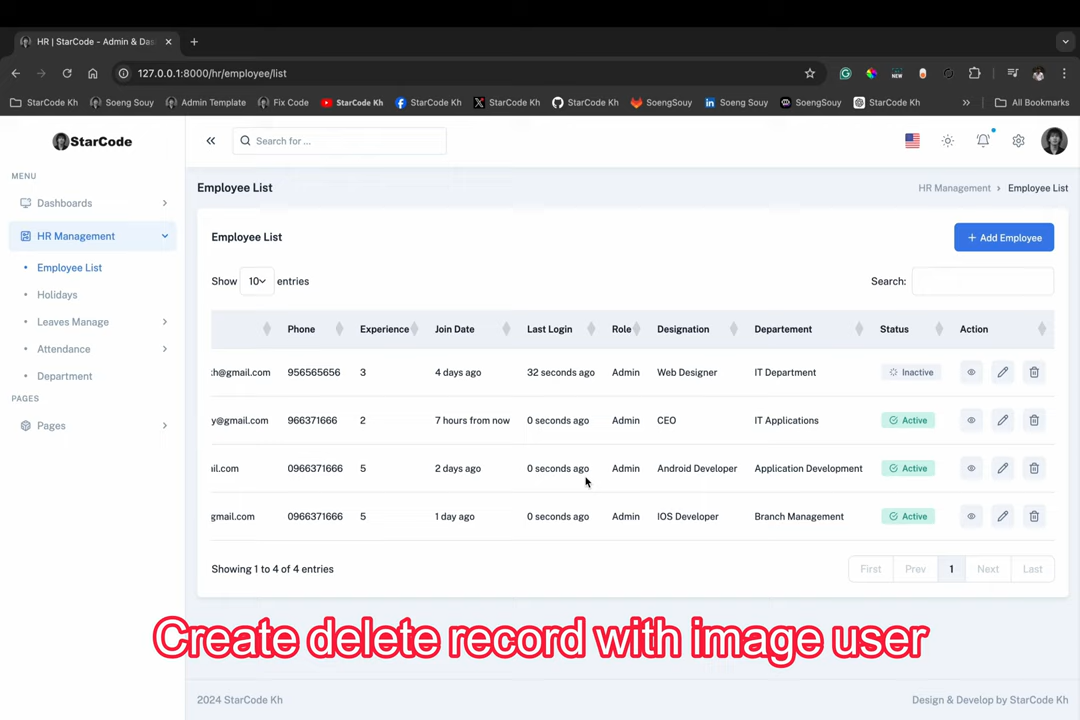 HR | StarCode - Admin & Das
127.0.0.1:8000/hr/employee/list
StarCode Kh Soeng Souy Admin Template Fix Code StarCode Kh StarCode Kh StarCode Kh StarCode Kh SoengSouy Soeng Souy SoengSouy StarCode Kh » All Bookmarks
StarCode
Search for ...
MENU
Dashboards
HR Management
Employee List
Holidays
Leaves Manage
Attendance
Department
PAGES
Pages
Employee List
HR Management > Employee List
Employee List
+ Add Employee
Show 10 entries
Search:
Phone Experience Join Date Last Login Role Designation Departement Status Action
:h@gmail.com 956565656 3 4 days ago 32 seconds ago Admin Web Designer IT Department Inactive
y@gmail.com 966371666 2 7 hours from now 0 seconds ago Admin CEO IT Applications Active
il.com 0966371666 5 2 days ago 0 seconds ago Admin Android Developer Application Development Active
gmail.com 0966371666 5 1 day ago 0 seconds ago Admin IOS Developer Branch Management Active
Showing 1 to 4 of 4 entries
First Prev 1 Next Last
Create delete record with image user
2024 StarCode Kh
Design & Develop by StarCode Kh